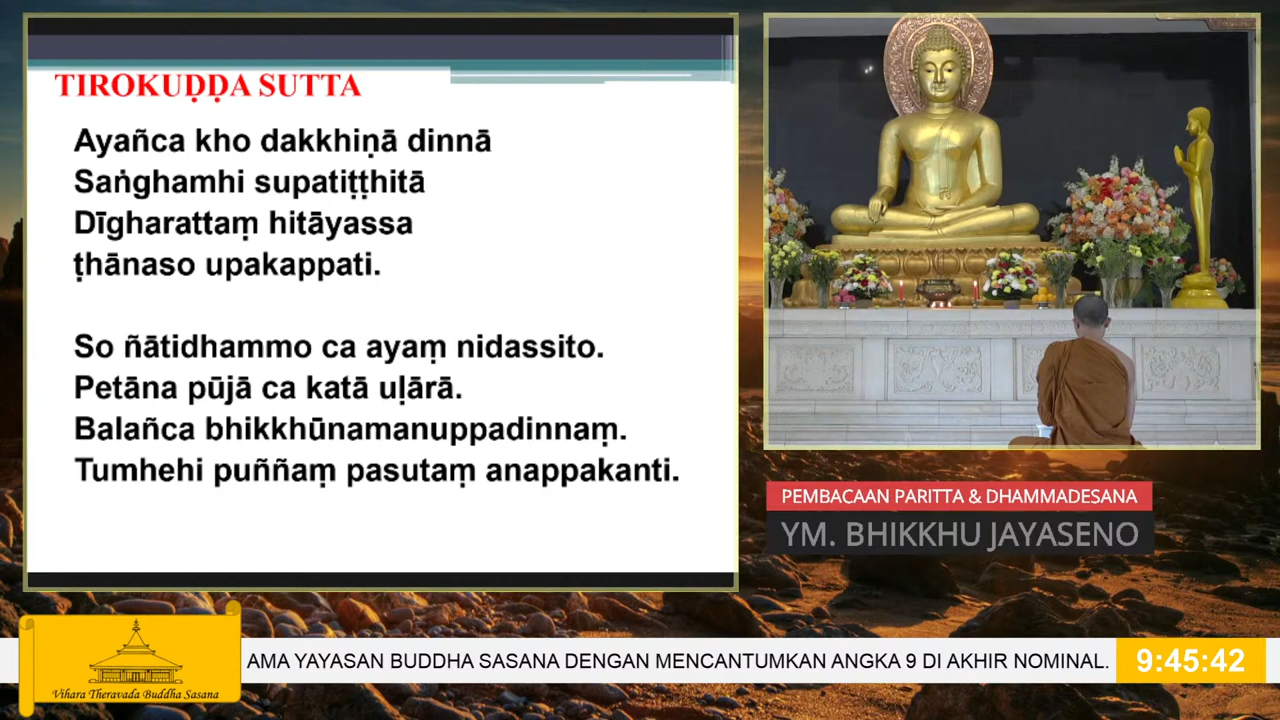 TIROKUḌḌA SUTTA
Ayañca kho dakkhiṇā dinnā
Saṅghamhi supatiṭṭhitā
Dīgharattaṃ hitāyassa
ṭhānaso upakappati.
So ñātidhammo ca ayaṃ nidassito.
Petāna pūjā ca katā uḷārā.
Balañca bhikkhūnamanuppadinnaṃ.
Tumhehi puññaṃ pasutaṃ anappakanti.
PEMBACAAN PARITTA & DHAMMADESANA
YM. BHIKKHU JAYASENO
Vihara Theravada Buddha Sasana
AMA YAYASAN BUDDHA SASANA DENGAN MENCANTUMKAN ANGKA 9 DI AKHIR NOMINAL.
9:45:42